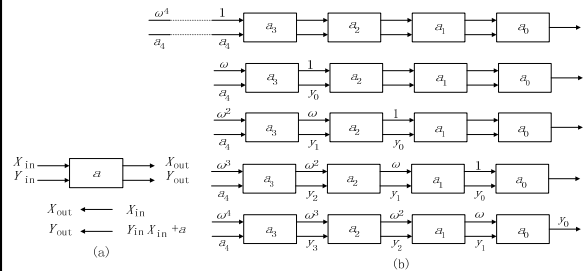 ω⁴ 1
a₄ a₄ a₃ a₂ a₁ a₀
ω 1
a₄ a₃ y₀ a₂ a₁ a₀
ω² ω 1
a₄ a₃ y₁ a₂ y₀ a₁ a₀
ω³ ω² ω 1
a₄ a₃ y₂ a₂ y₁ a₁ y₀ a₀
ω⁴ ω³ ω² ω y₀
a₄ a₃ y₃ a₂ y₂ a₁ y₁ a₀
X_in a X_out
Y_in Y_out
X_out ← X_in
Y_out ← Y_in X_in +a
(a)
(b)